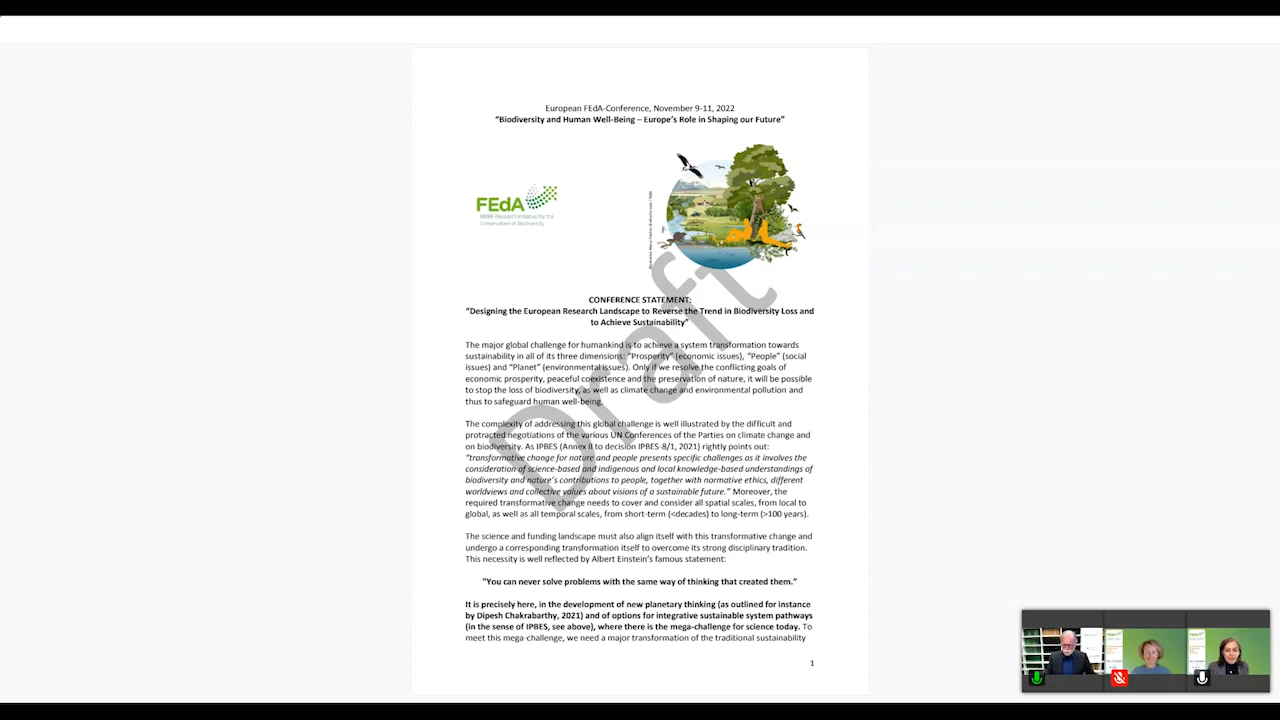 European FEdA-Conference, November 9-11, 2022
“Biodiversity and Human Well-Being – Europe’s Role in Shaping our Future”
FEdA
BMBF Research Initiative for the
Conservation of Biodiversity
Draft
CONFERENCE STATEMENT:
“Designing the European Research Landscape to Reverse the Trend in Biodiversity Loss and
to Achieve Sustainability”
The major global challenge for humankind is to achieve a system transformation towards
sustainability in all of its three dimensions: “Prosperity” (economic issues), “People” (social
issues) and “Planet” (environmental issues). Only if we resolve the conflicting goals of
economic prosperity, peaceful coexistence and the preservation of nature, it will be possible
to stop the loss of biodiversity, as well as climate change and environmental pollution and
thus to safeguard human well-being.
The complexity of addressing this global challenge is well illustrated by the difficult and
protracted negotiations of the various UN Conferences of the Parties on climate change and
on biodiversity. As IPBES (Annex II to decision IPBES-8/1, 2021) rightly points out:
“transformative change for nature and people presents specific challenges as it involves the
consideration of science-based and indigenous and local knowledge-based understandings of
biodiversity and nature’s contributions to people, together with normative ethics, different
worldviews and collective values about visions of a sustainable future.” Moreover, the
required transformative change needs to cover and consider all spatial scales, from local to
global, as well as all temporal scales, from short-term (<decades) to long-term (>100 years).
The science and funding landscape must also align itself with this transformative change and
undergo a corresponding transformation itself to overcome its strong disciplinary tradition.
This necessity is well reflected by Albert Einstein’s famous statement:
"You can never solve problems with the same way of thinking that created them.”
It is precisely here, in the development of new planetary thinking (as outlined for instance
by Dipesh Chakrabarthy, 2021) and of options for integrative sustainable system pathways
(in the sense of IPBES, see above), where there is the mega-challenge for science today. To
meet this mega-challenge, we need a major transformation of the traditional sustainability
1
FEdA
FEdA